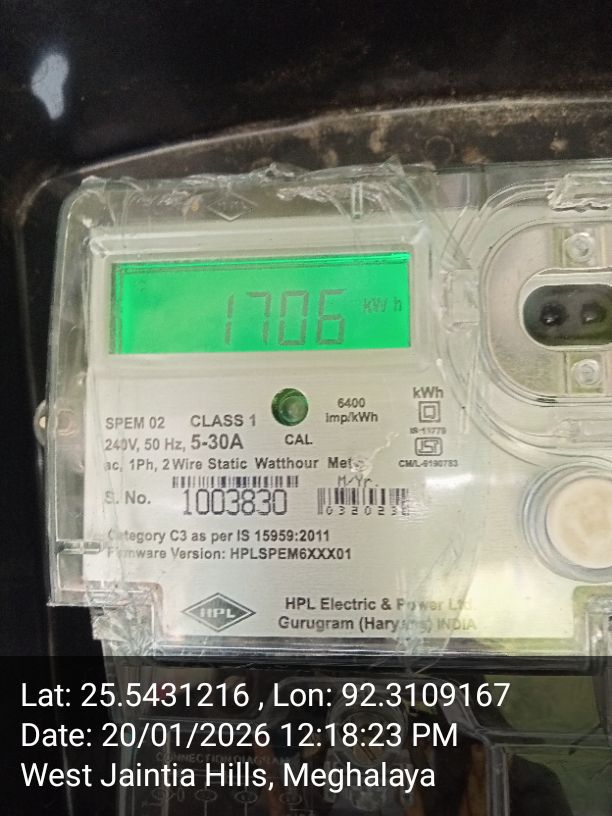 1706 kWh
6400
imp/kWh
kWh
SPEM 02 CLASS 1
240V, 50 Hz, 5-30A
CAL
IS-13779
CM/L-6190783
ac, 1Ph, 2 Wire Static Watthour
M/Yr.
S. No. 1003830
Category C3 as per IS 15959:2011
Firmware Version: HPLSPEM6XXX01
HPL
HPL Electric & Power Ltd.
Gurugram (Haryana) INDIA
Lat: 25.5431216 , Lon: 92.3109167
Date: 20/01/2026 12:18:23 PM
West Jaintia Hills, Meghalaya